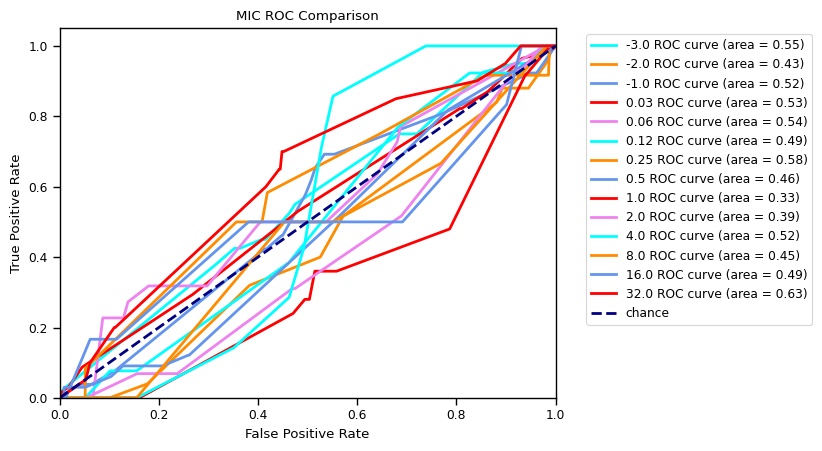 MIC ROC Comparison
1.0
0.8
0.6
0.4
0.2
0.0
True Positive Rate
0.0 0.2 0.4 0.6 0.8 1.0
False Positive Rate
-3.0 ROC curve (area = 0.55)
-2.0 ROC curve (area = 0.43)
-1.0 ROC curve (area = 0.52)
0.03 ROC curve (area = 0.53)
0.06 ROC curve (area = 0.54)
0.12 ROC curve (area = 0.49)
0.25 ROC curve (area = 0.58)
0.5 ROC curve (area = 0.46)
1.0 ROC curve (area = 0.33)
2.0 ROC curve (area = 0.39)
4.0 ROC curve (area = 0.52)
8.0 ROC curve (area = 0.45)
16.0 ROC curve (area = 0.49)
32.0 ROC curve (area = 0.63)
chance